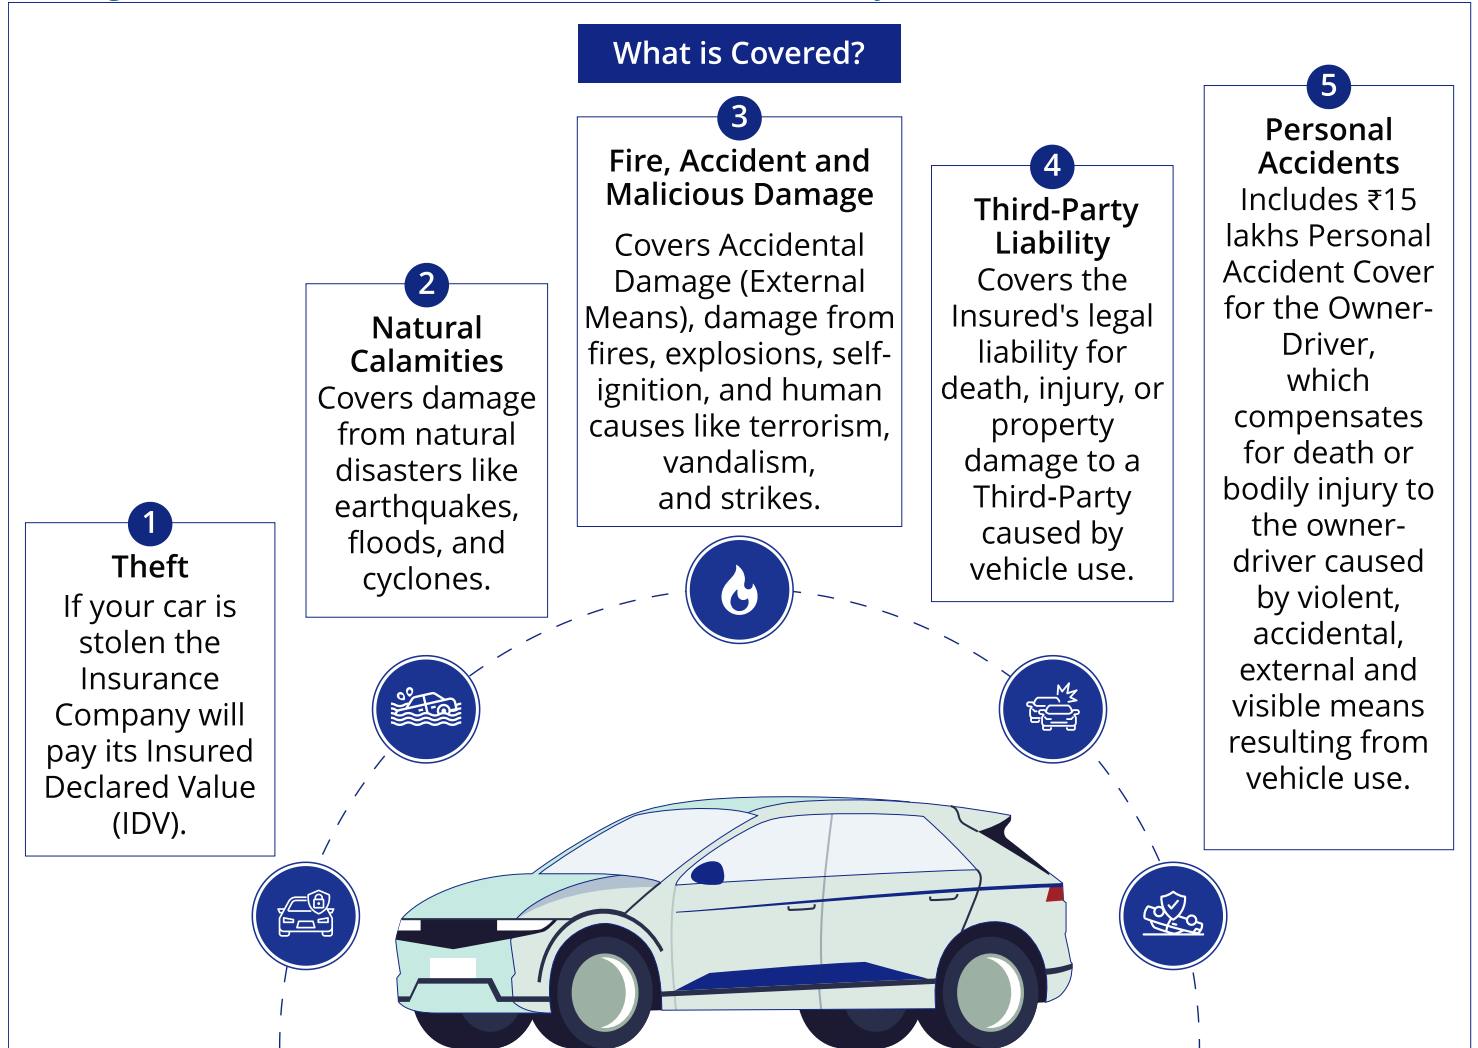 What is Covered?
1
Theft
If your car is
stolen the
Insurance
Company will
pay its Insured
Declared Value
(IDV).
2
Natural
Calamities
Covers damage
from natural
disasters like
earthquakes,
floods, and
cyclones.
3
Fire, Accident and
Malicious Damage
Covers Accidental
Damage (External
Means), damage from
fires, explosions, self-
ignition, and human
causes like terrorism,
vandalism,
and strikes.
4
Third-Party
Liability
Covers the
Insured's legal
liability for
death, injury, or
property
damage to a
Third-Party
caused by
vehicle use.
5
Personal
Accidents
Includes ₹15
lakhs Personal
Accident Cover
for the Owner-
Driver,
which
compensates
for death or
bodily injury to
the owner-
driver caused
by violent,
accidental,
external and
visible means
resulting from
vehicle use.